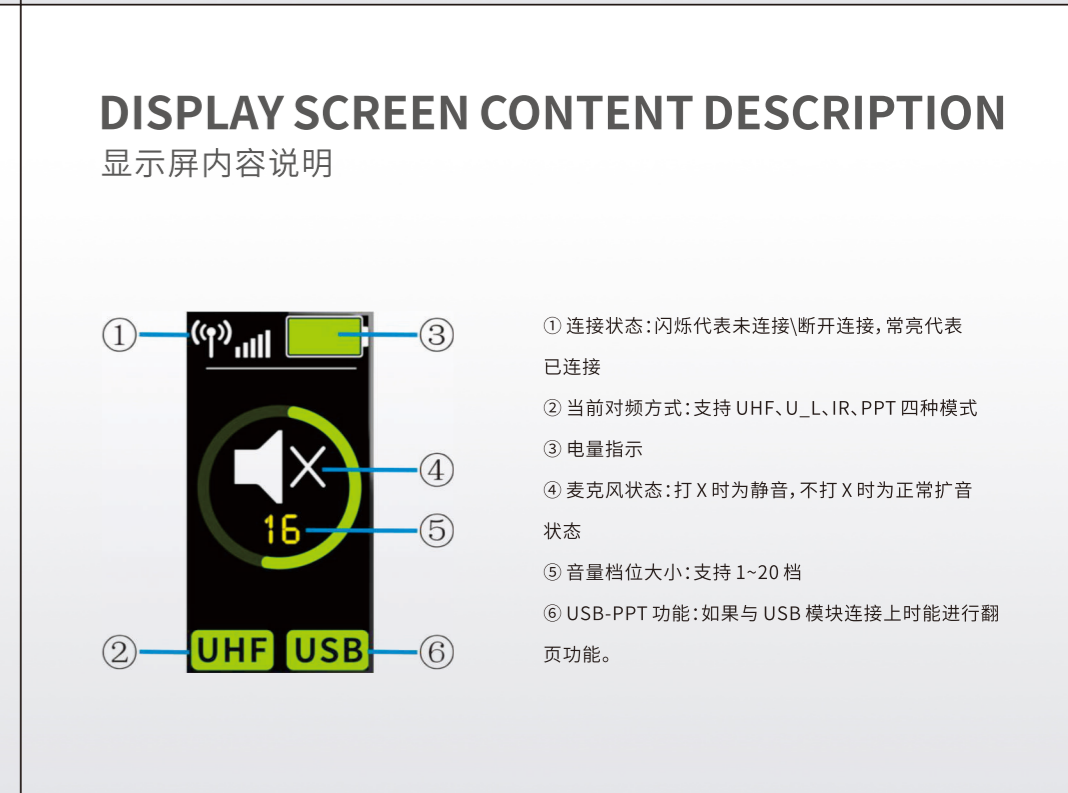 DISPLAY SCREEN CONTENT DESCRIPTION
显示屏内容说明
①
③
④
16
⑤
②
UHF
USB
⑥
① 连接状态:闪烁代表未连接\断开连接,常亮代表
已连接
② 当前对频方式:支持 UHF、U_L、IR、PPT 四种模式
③ 电量指示
④ 麦克风状态:打 X 时为静音,不打 X 时为正常扩音
状态
⑤ 音量档位大小:支持 1~20 档
⑥ USB-PPT 功能:如果与 USB 模块连接上时能进行翻
页功能。